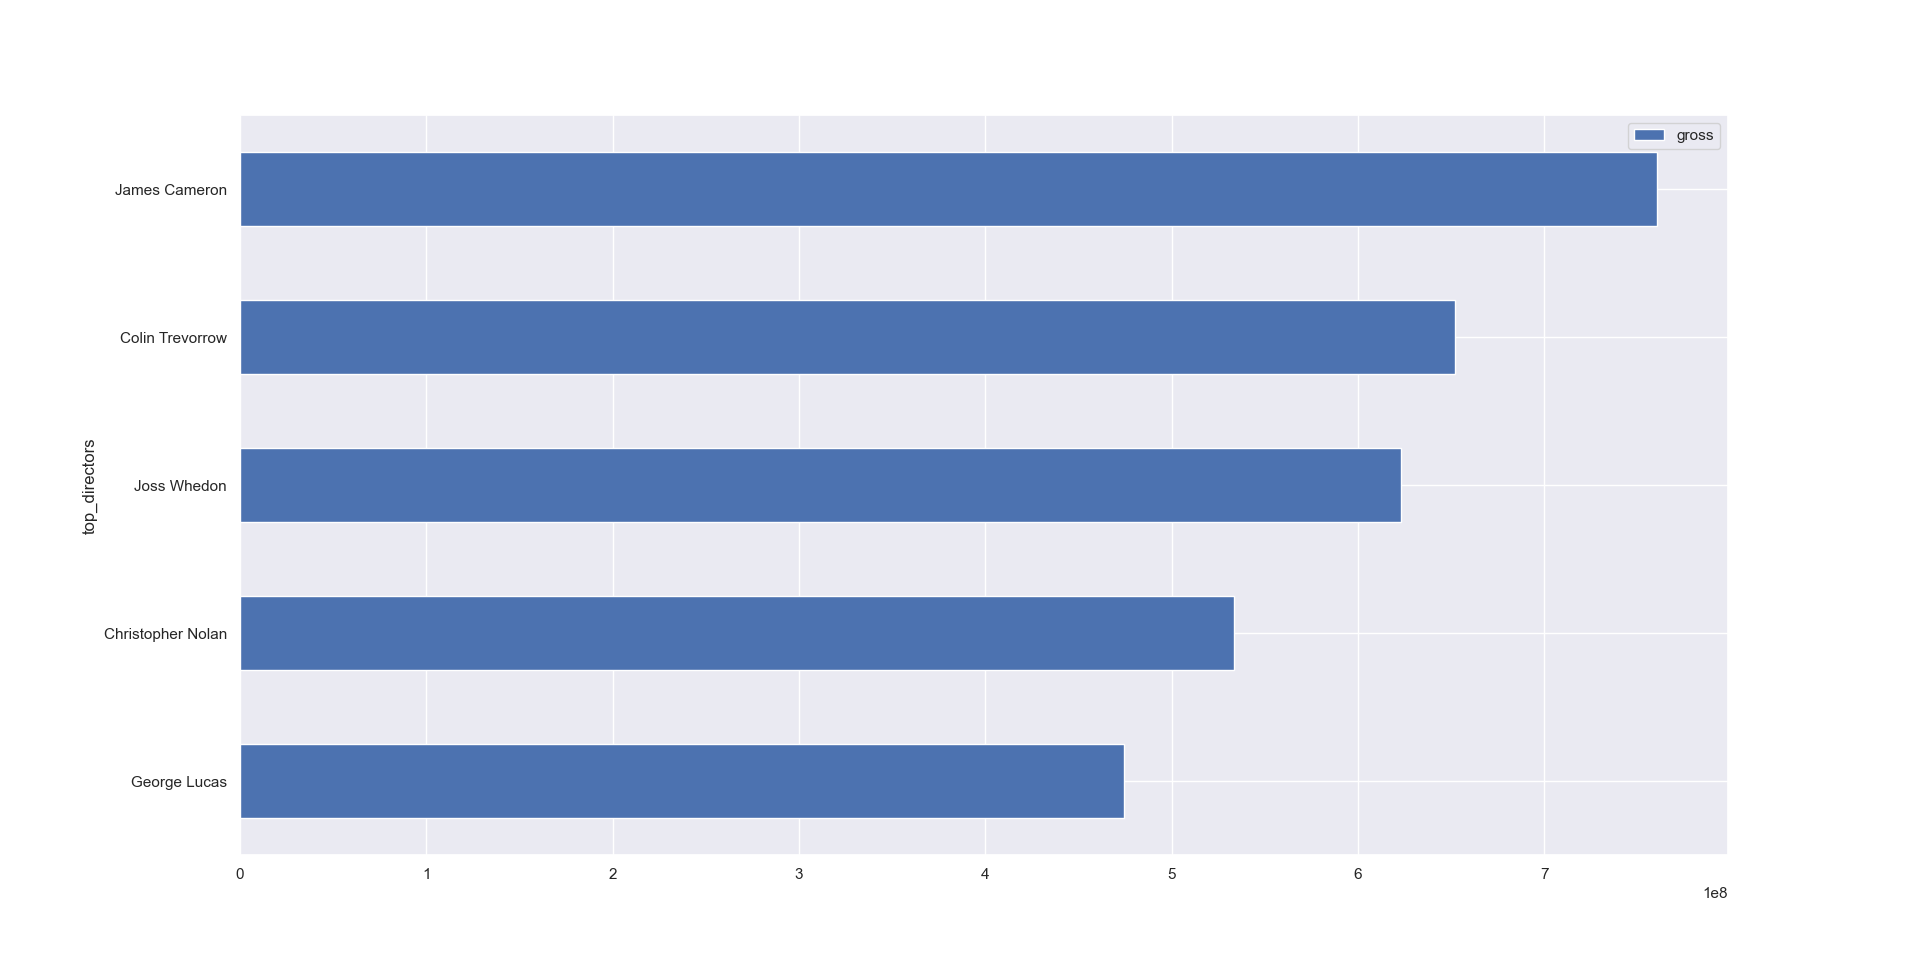 gross
James Cameron
Colin Trevorrow
Joss Whedon
Christopher Nolan
George Lucas
top_directors
0 1 2 3 4 5 6 7
1e8